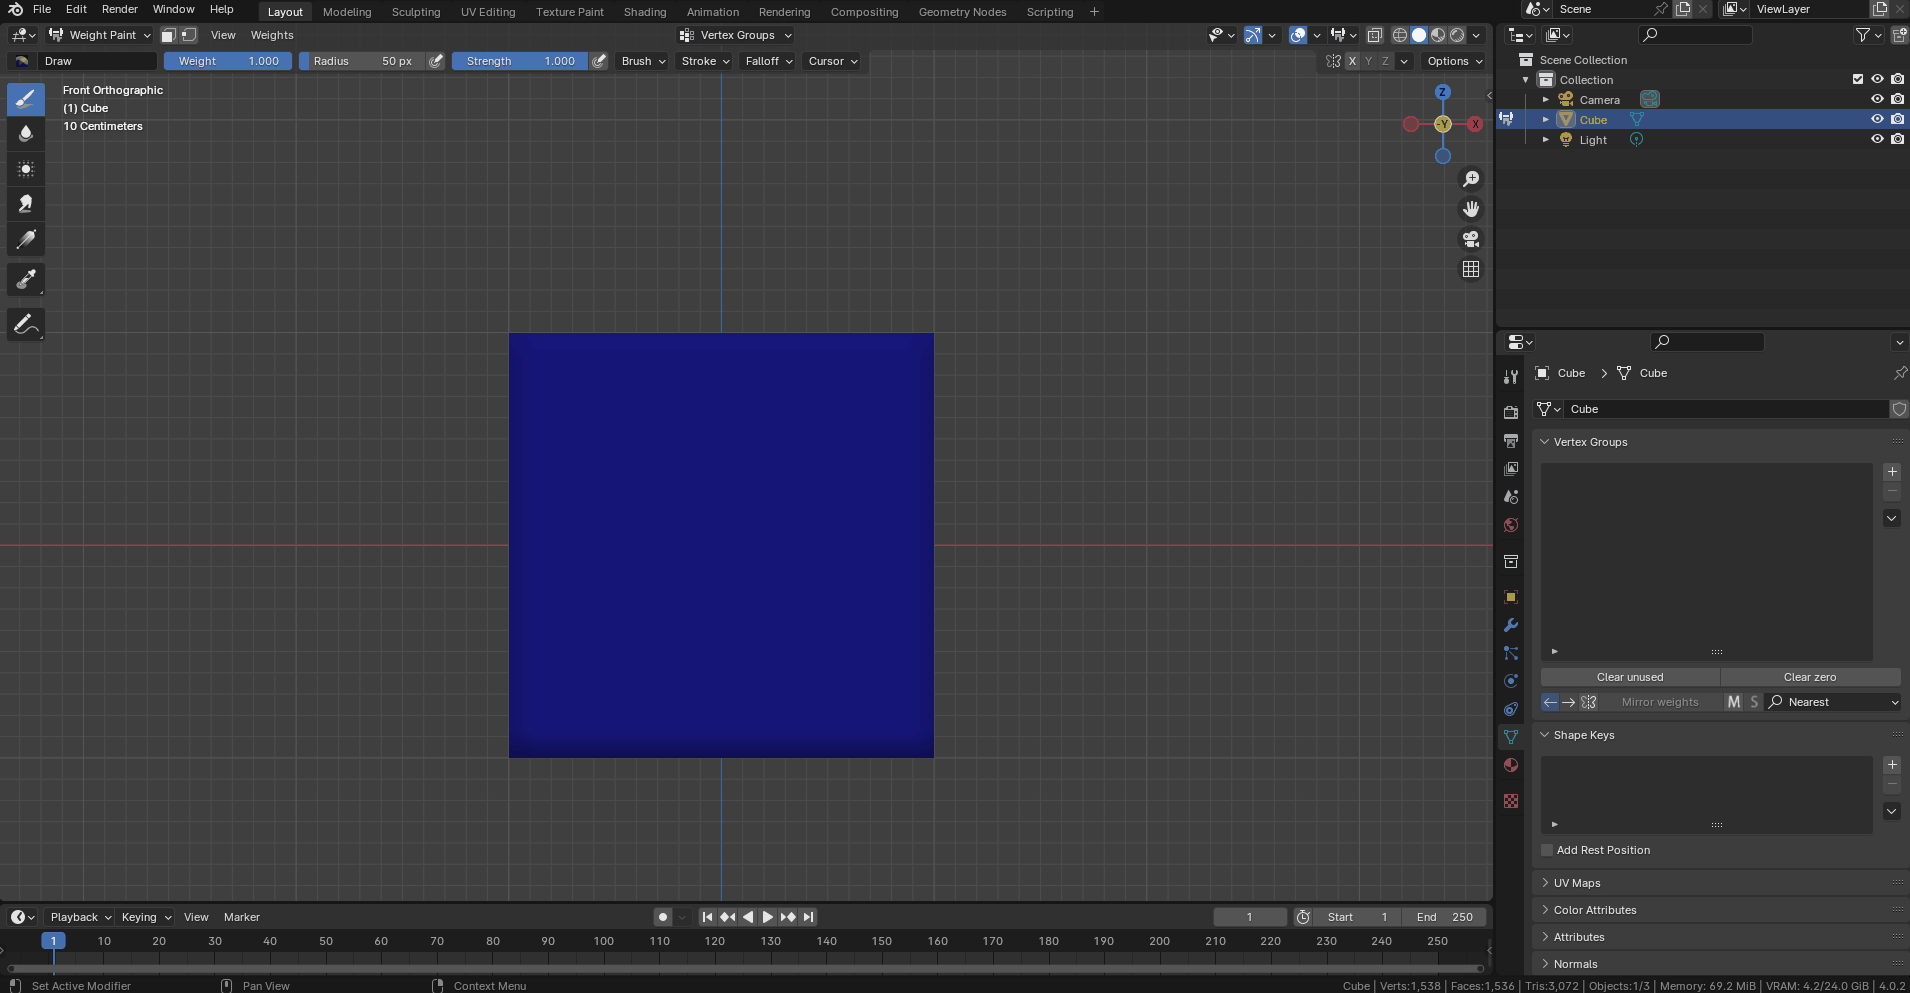 File Edit Render Window Help Layout Modeling Sculpting UV Editing Texture Paint Shading Animation Rendering Compositing Geometry Nodes Scripting + Scene ViewLayer
Weight Paint View Weights Vertex Groups
Draw Weight 1.000 Radius 50 px Strength 1.000 Brush Stroke Falloff Cursor X Y Z Options
Front Orthographic
(1) Cube
10 Centimeters
Z
-Y X
Scene Collection
Collection
Camera
Cube
Light
Cube > Cube
Cube
Vertex Groups
Clear unused Clear zero
Mirror weights M S Nearest
Shape Keys
Add Rest Position
UV Maps
Color Attributes
Attributes
Normals
Playback Keying View Marker 1 Start 1 End 250
1 10 20 30 40 50 60 70 80 90 100 110 120 130 140 150 160 170 180 190 200 210 220 230 240 250
Set Active Modifier Pan View Context Menu Cube | Verts:1,538 | Faces:1,536 | Tris:3,072 | Objects:1/3 | Memory: 69.2 MiB | VRAM: 4.2/24.0 GiB | 4.0.2